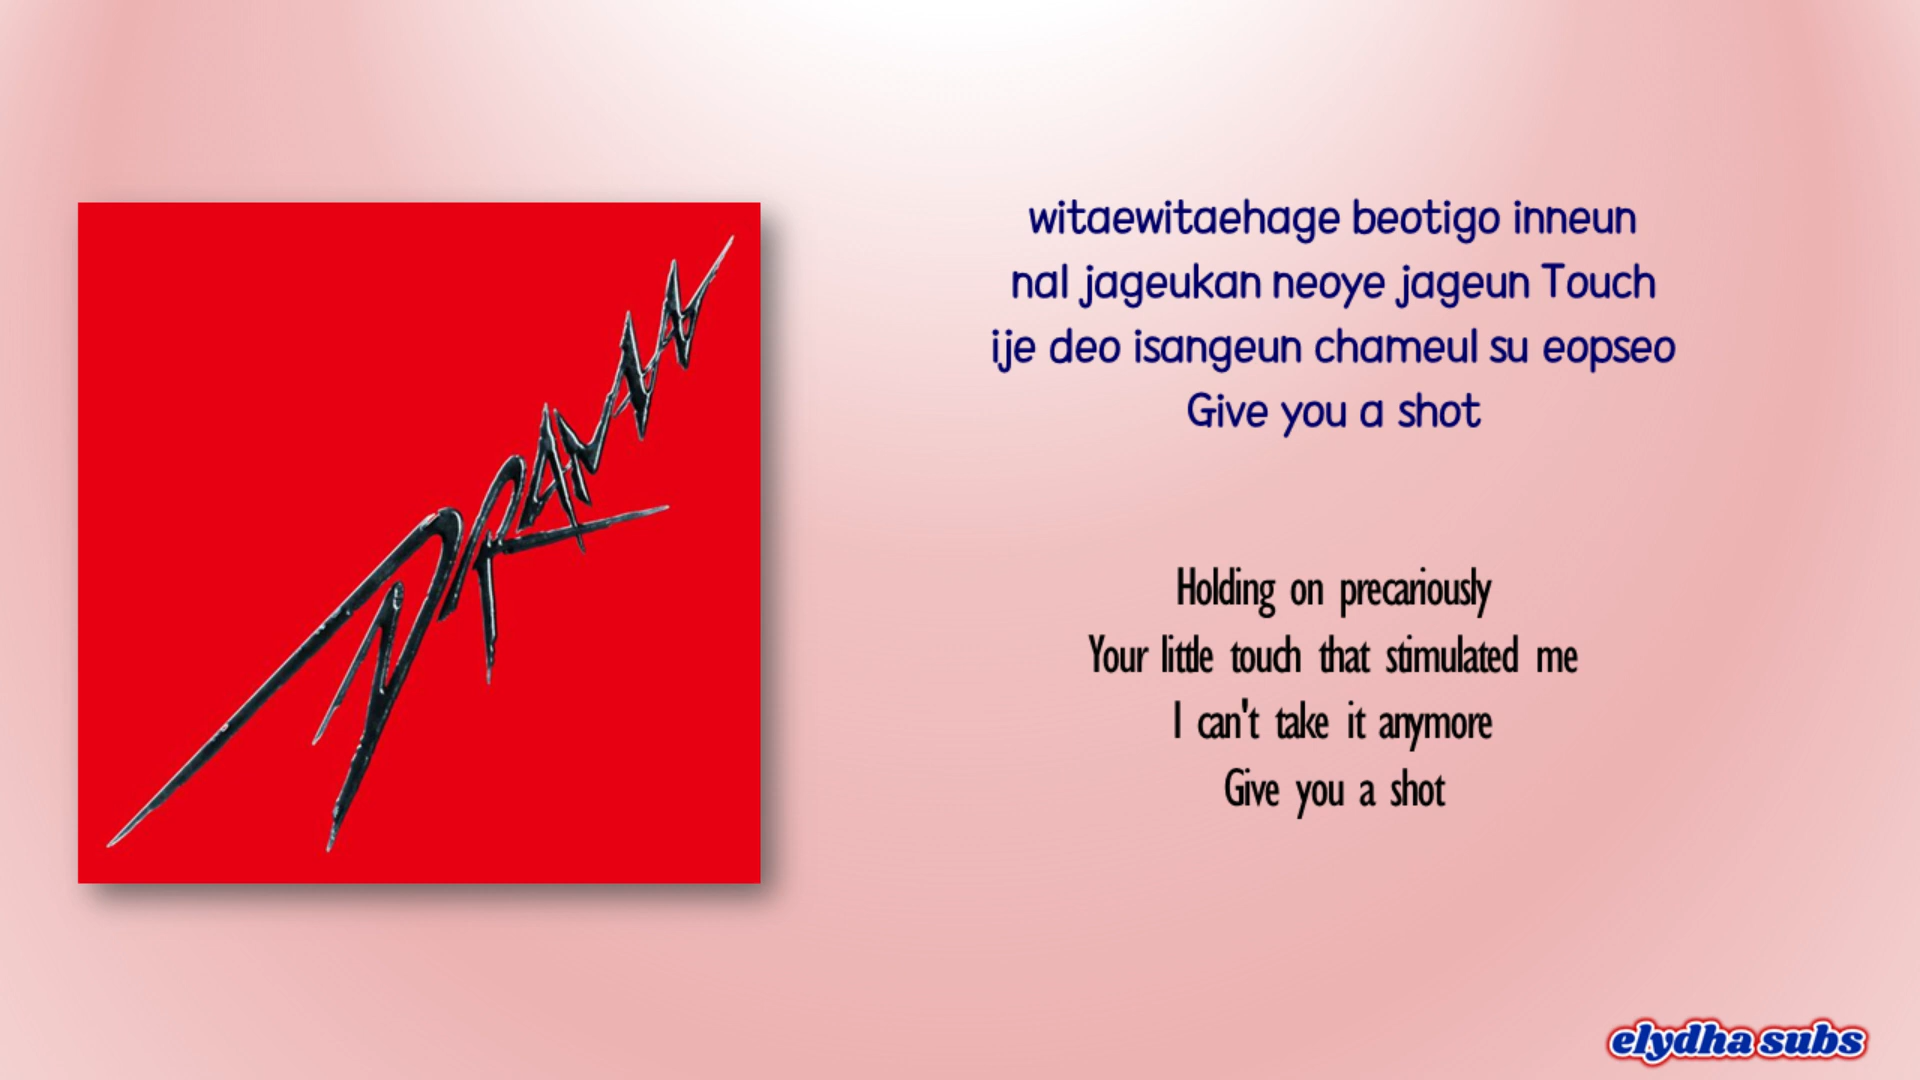 DRAMA
witaewitaehage beotigo inneun
nal jageukan neoye jageun Touch
ije deo isangeun chameul su eopseo
Give you a shot
Holding on precariously
Your little touch that stimulated me
I can't take it anymore
Give you a shot
elydha subs